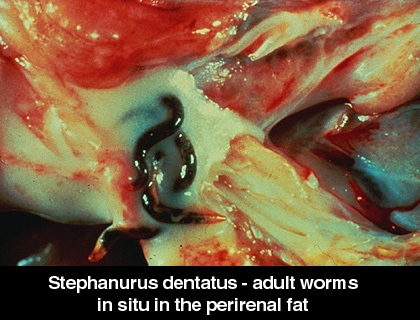 Stephanurus dentatus - adult worms
in situ in the perirenal fat